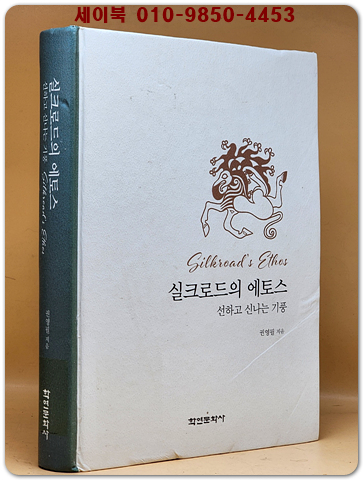 세이북 010-9850-4453
실크로드의 에토스
선하고 신나는 기풍
Silkroad's Ethos
권영필 지음
학연문화사
Silkroad's Ethos
실크로드의 에토스
선하고 신나는 기풍
권영필 지음
학연문화사